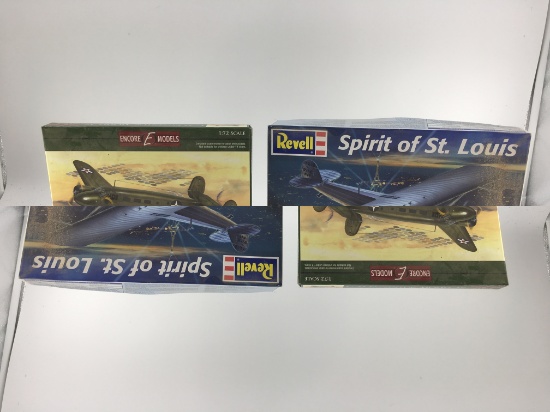 ENCORE E MODELS
1:72 SCALE
Revell
Spirit of St. Louis
Spirit of St. Louis
Revell
ENCORE E MODELS
1:72 SCALE